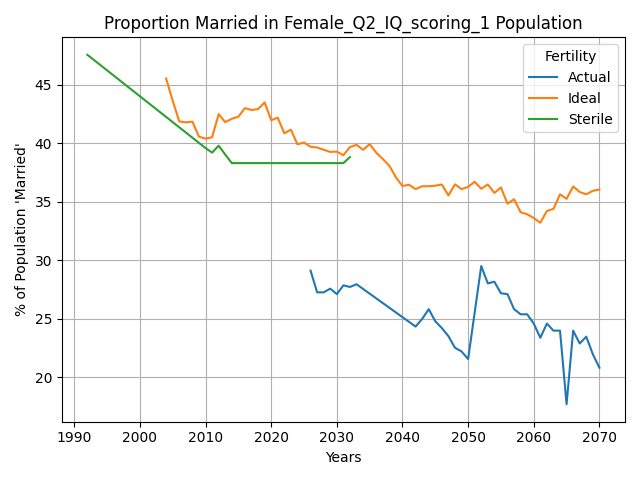 Proportion Married in Female_Q2_IQ_scoring_1 Population
Fertility
Actual
Ideal
Sterile
% of Population 'Married'
45
40
35
30
25
20
1990
2000
2010
2020
2030
2040
2050
2060
2070
Years